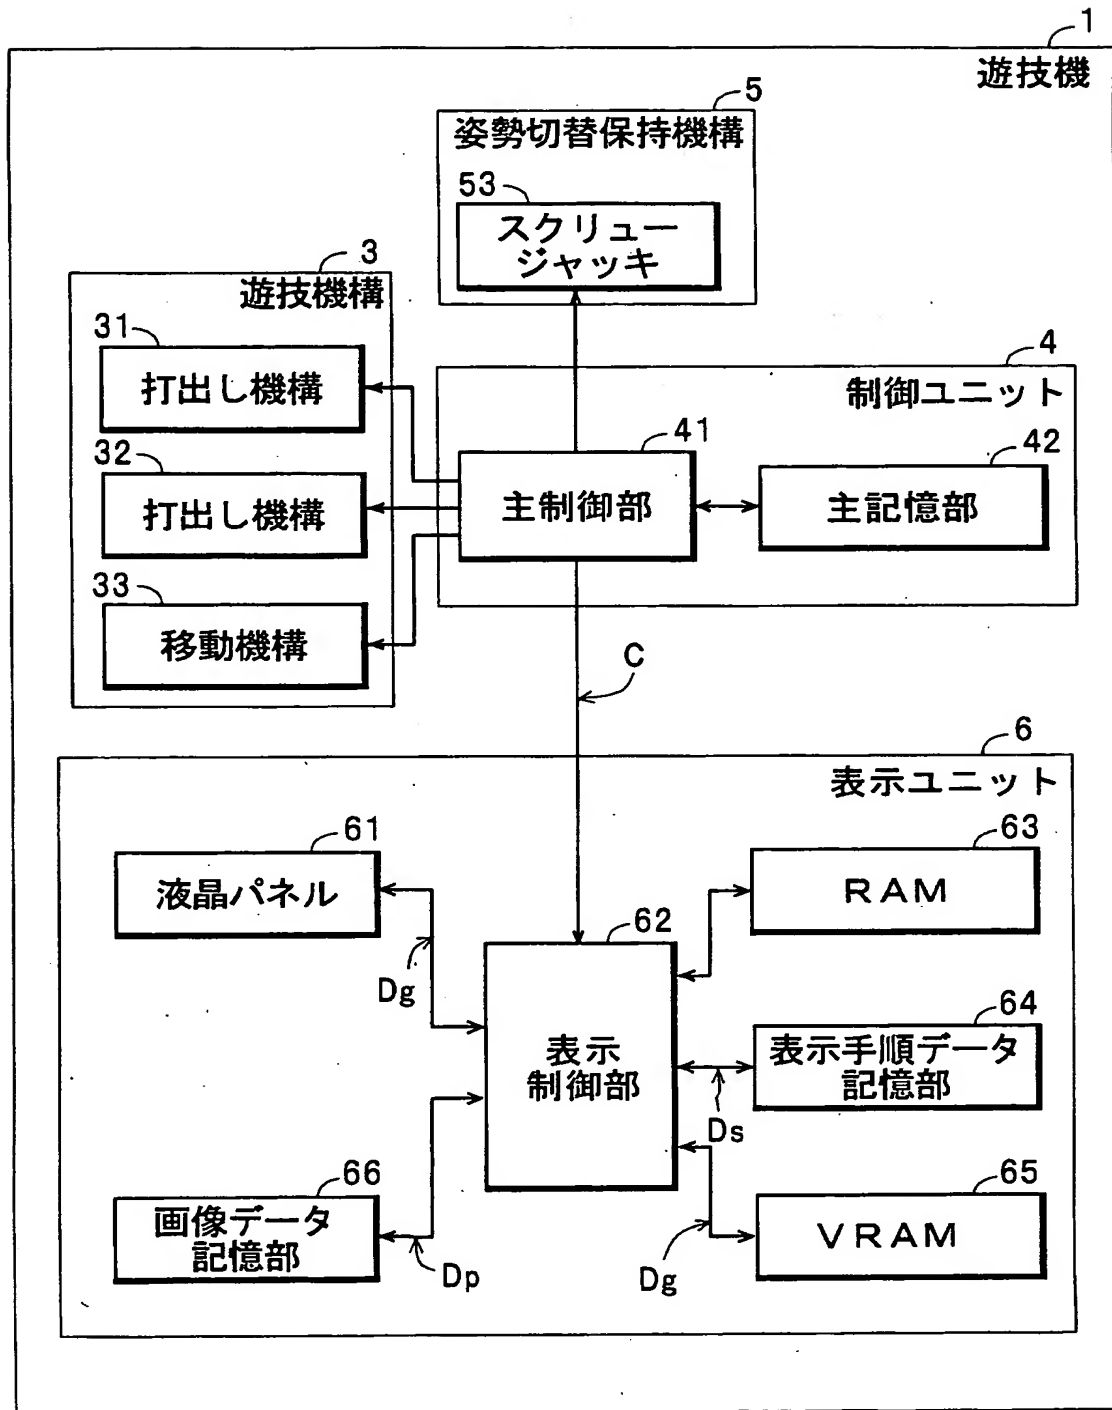 1
遊技機
5
姿勢切替保持機構
53
スクリュー
ジャッキ
3
遊技機構
31
打出し機構
32
打出し機構
33
移動機構
4
制御ユニット
41
主制御部
42
主記憶部
C
6
表示ユニット
61
液晶パネル
Dg
62
表示
制御部
63
RAM
64
表示手順データ
記憶部
Ds
65
VRAM
Dg
66
画像データ
記憶部
Dp